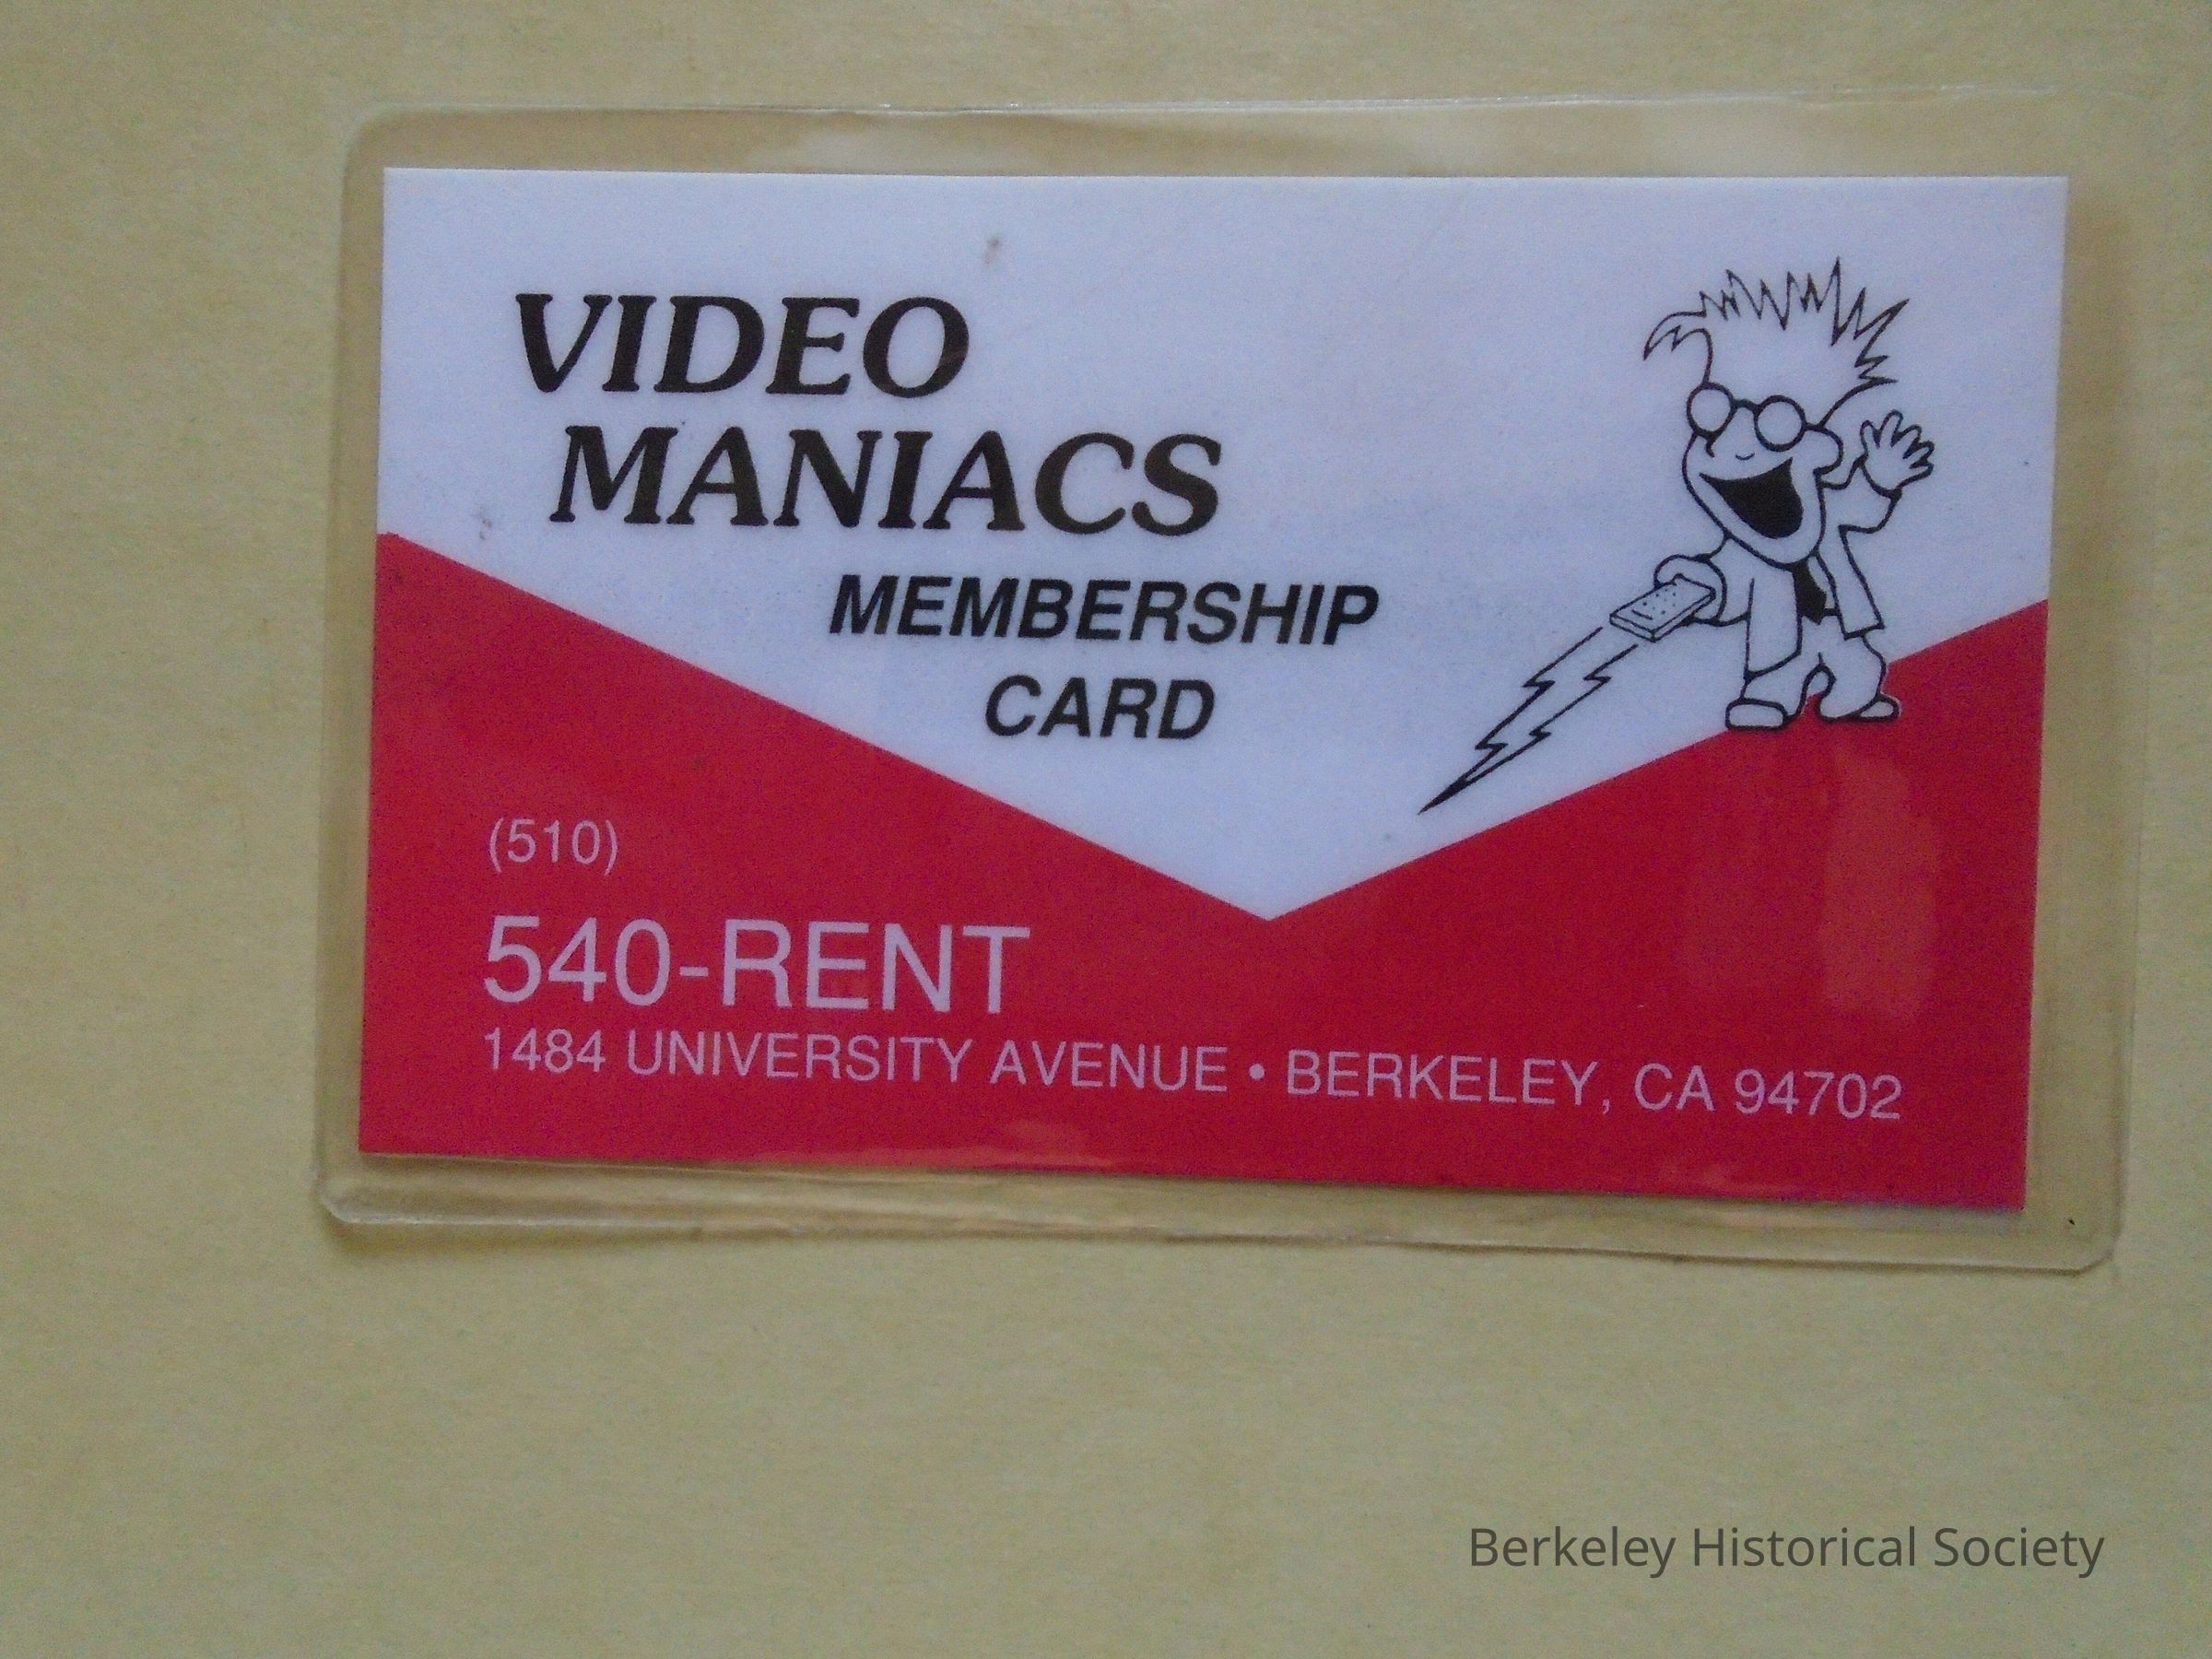 VIDEO
MANIACS
MEMBERSHIP
CARD
(510)
540-RENT
1484 UNIVERSITY AVENUE • BERKELEY, CA 94702
Berkeley Historical Society